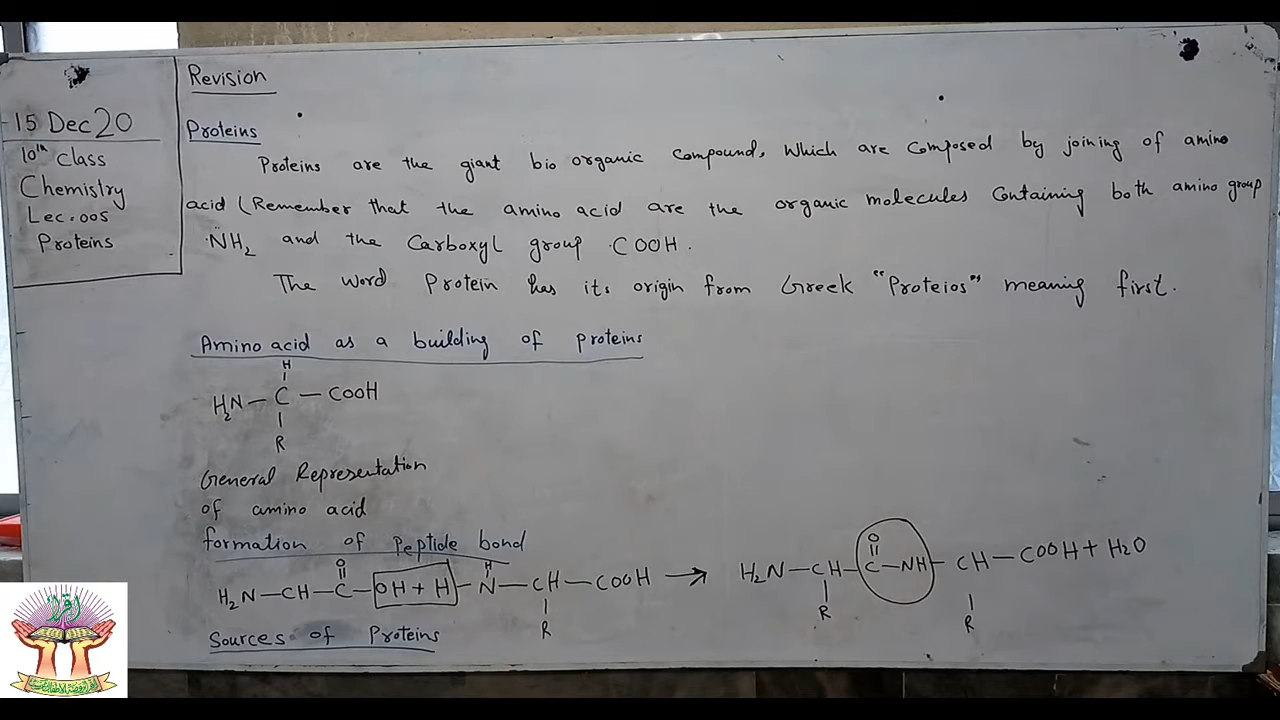 15 Dec 20
10th Class
Chemistry
Lec.005
Proteins
Revision
Proteins
Proteins are the giant bio organic compound, Which are composed by joining of amino
acid (Remember that the amino acid are the organic molecules Containing both amino group
·NH2 and the Carboxyl group ·COOH.
The word Protein has its origin from Greek "Proteios" meaning first.
Amino acid as a building of proteins
H
H2N — C — COOH
R
General Representation
of amino acid
formation of Peptide bond
O H O
H2N — CH — C — OH + H — N — CH — COOH → H2N — CH — C — NH — CH — COOH + H2O
R R R
Sources of Proteins